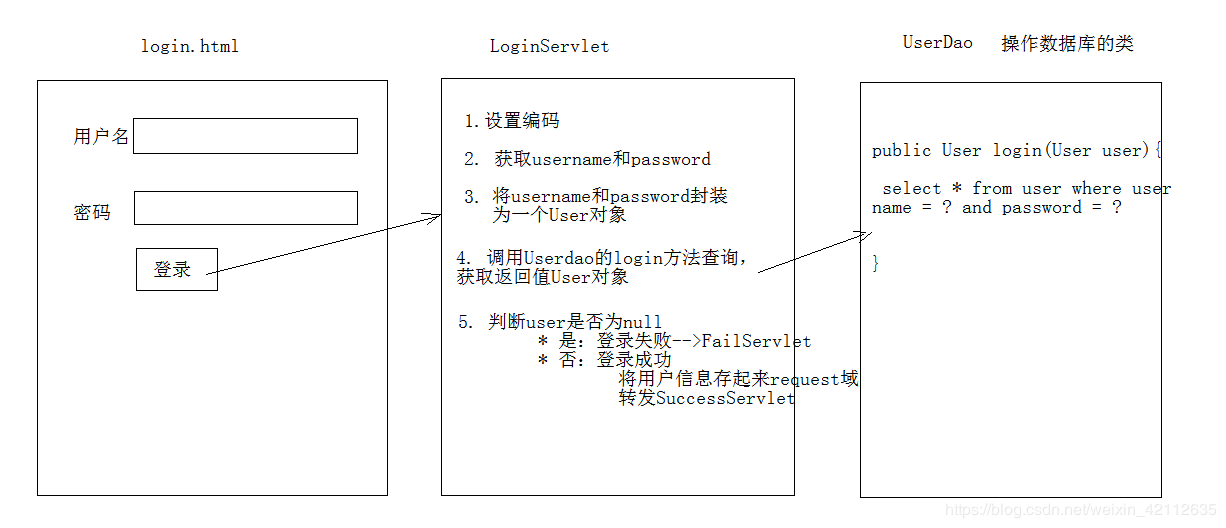 login.html
用户名
密码
登录
LoginServlet
1.设置编码
2. 获取username和password
3. 将username和password封装
为一个User对象
4. 调用Userdao的login方法查询，
获取返回值User对象
5. 判断user是否为null
* 是：登录失败-->FailServlet
* 否：登录成功
将用户信息存起来request域
转发SuccessServlet
UserDao 操作数据库的类
public User login(User user){
select * from user where user
name = ? and password = ?
}
https://blog.csdn.net/weixin_42112635